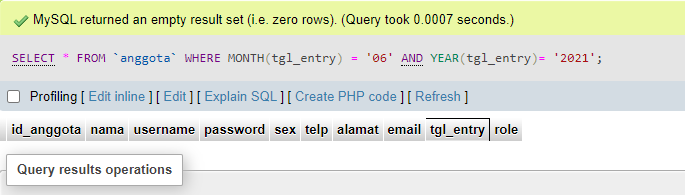 MySQL returned an empty result set (i.e. zero rows). (Query took 0.0007 seconds.)
SELECT * FROM `anggota` WHERE MONTH(tgl_entry) = '06' AND YEAR(tgl_entry)= '2021';
Profiling [ Edit inline ] [ Edit ] [ Explain SQL ] [ Create PHP code ] [ Refresh ]
id_anggota nama username password sex telp alamat email tgl_entry role
Query results operations